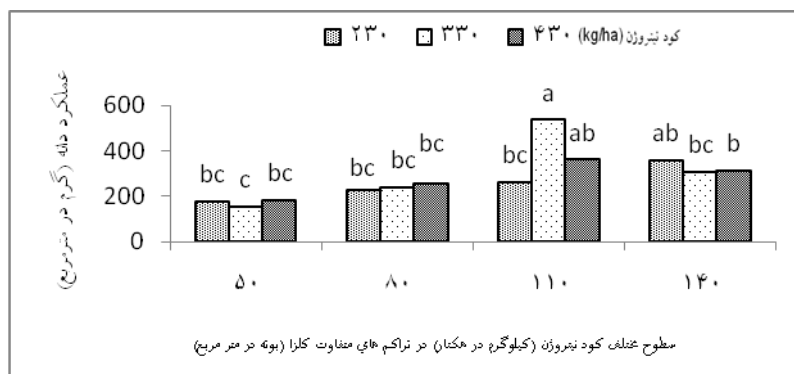 ۲۳۰ ۳۳۰ ۴۳۰ (kg/ha) کود نیتروژن
عملکرد دانه (گرم در مترمربع)
600
400
200
0
bc c bc
bc bc bc
bc a ab
ab bc b
۵۰ ۸۰ ۱۱۰ ۱۴۰
سطوح مختلف کود نیتروژن (کیلوگرم در هکتار) در تراکم های متفاوت کلزا (بوته در متر مربع)